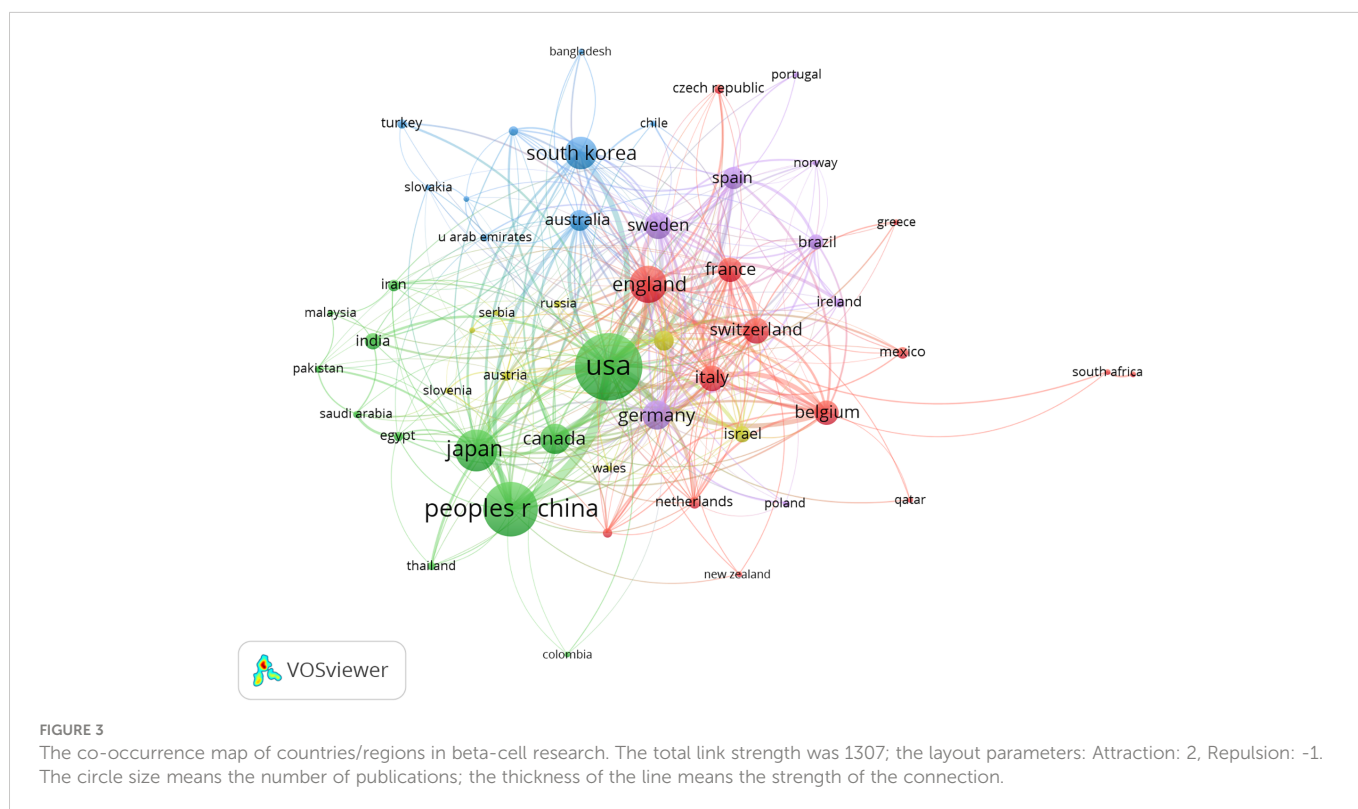 bangladesh
portugal
czech republic
turkey
chile
south korea
norway
spain
slovakia
greece
australia
sweden
u arab emirates
brazil
france
england
iran
ireland
russia
malaysia
serbia
switzerland
india
mexico
usa
pakistan
south africa
austria
italy
slovenia
saudi arabia
belgium
germany
egypt
israel
canada
japan
wales
netherlands
qatar
poland
peoples r china
thailand
new zealand
colombia
VOSviewer
FIGURE 3
The co-occurrence map of countries/regions in beta-cell research. The total link strength was 1307; the layout parameters: Attraction: 2, Repulsion: -1.
The circle size means the number of publications; the thickness of the line means the strength of the connection.